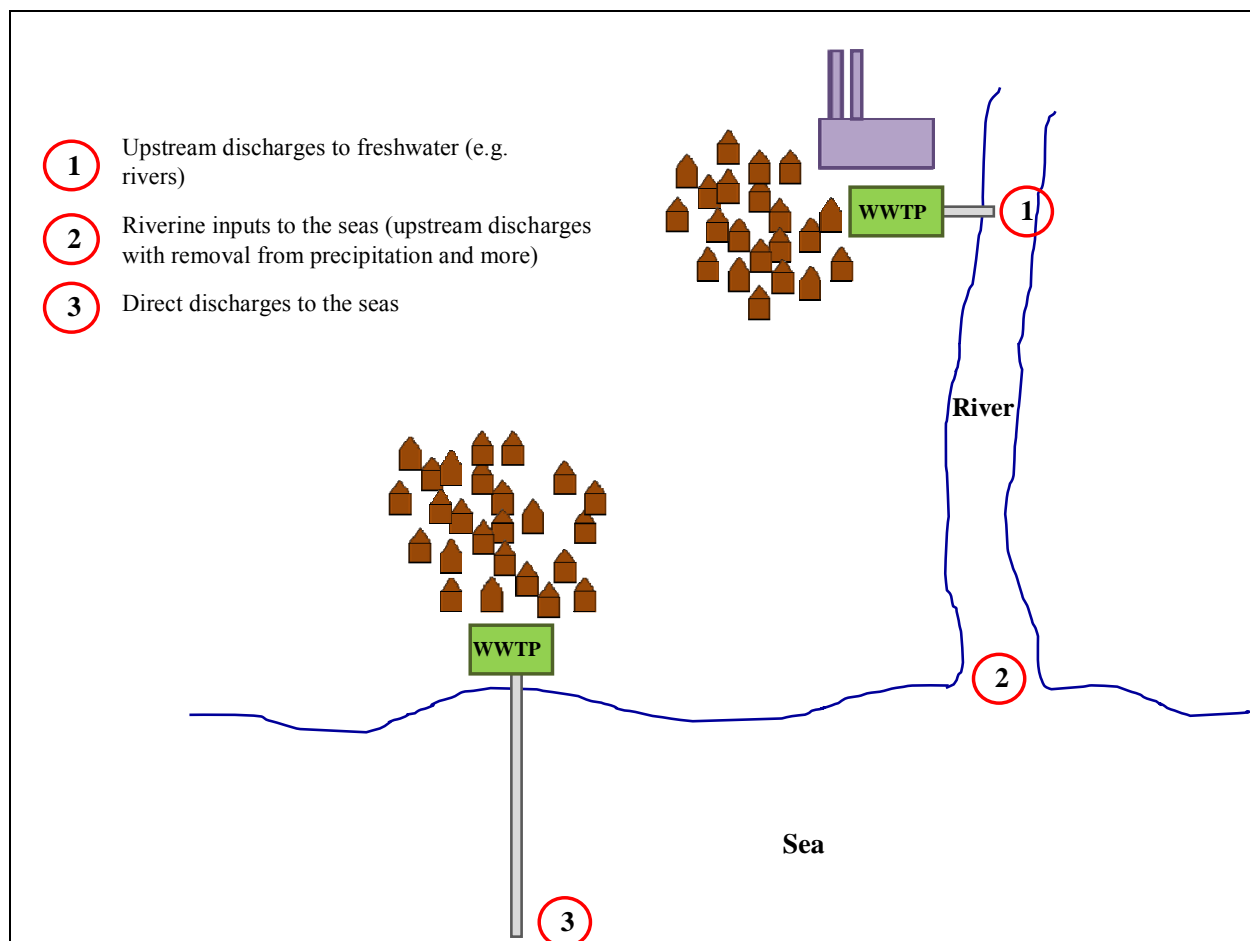 1 Upstream discharges to freshwater (e.g.
rivers)
2 Riverine inputs to the seas (upstream discharges
with removal from precipitation and more)
3 Direct discharges to the seas
WWTP
1
River
WWTP
2
Sea
3